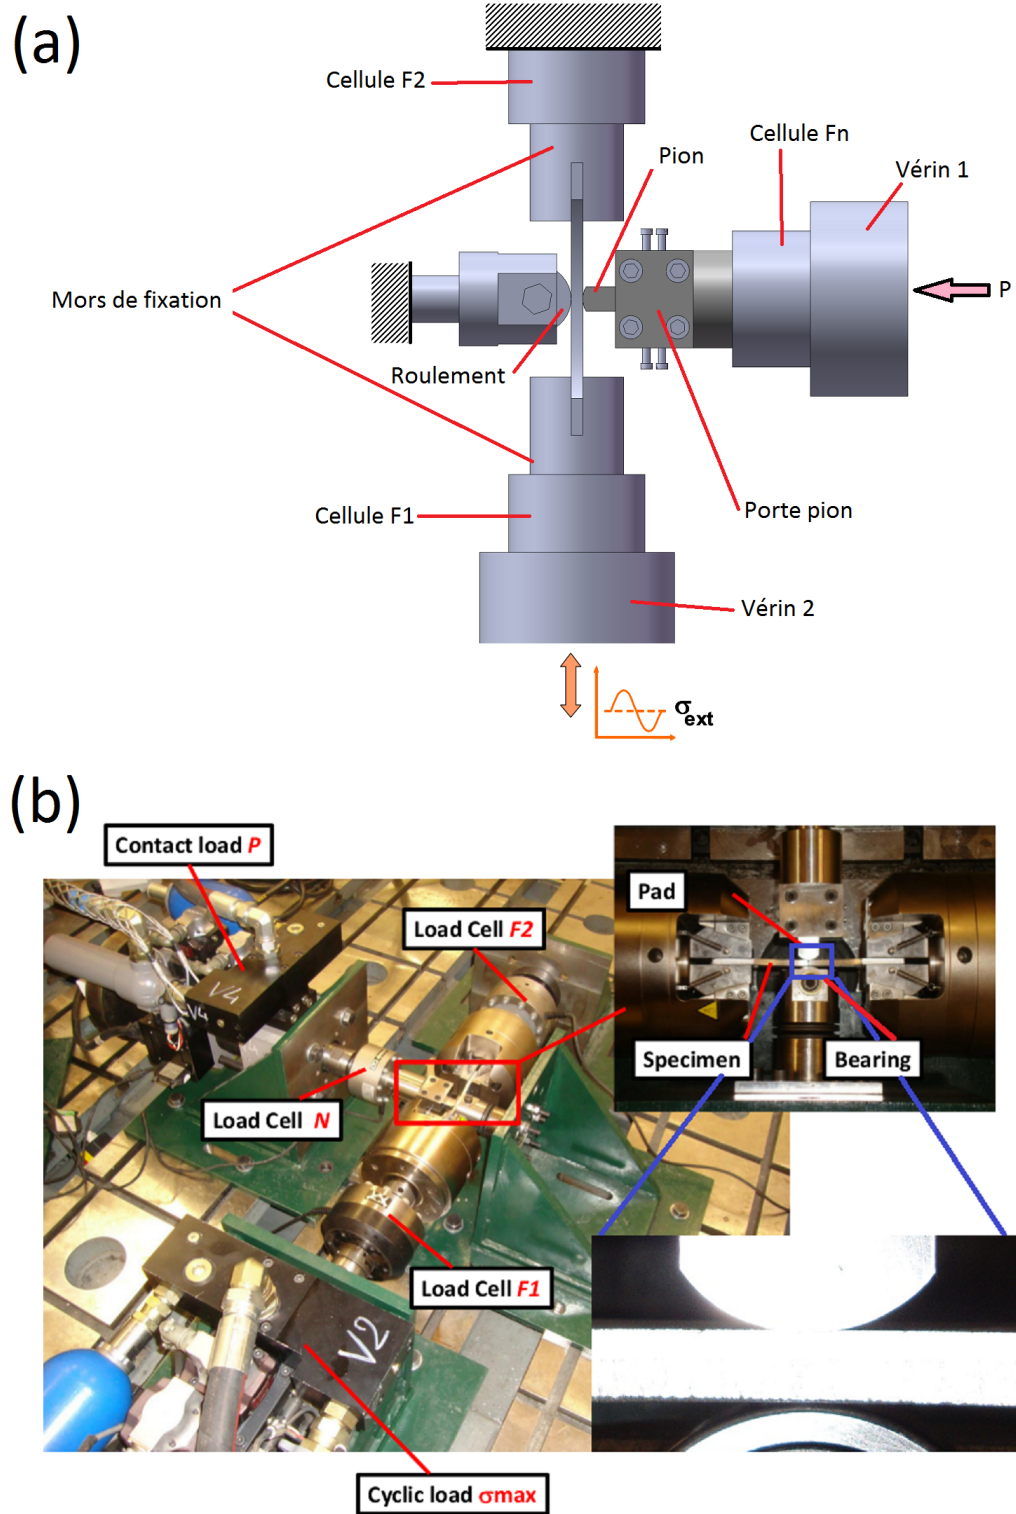 (a)
Cellule F2
Cellule Fn
Pion
Vérin 1
Mors de fixation
P
Roulement
Cellule F1
Porte pion
Vérin 2
σext
(b)
Contact load P
Pad
Load Cell F2
V4
V4
Specimen
Bearing
Load Cell N
Load Cell F1
V2
Cyclic load σmax